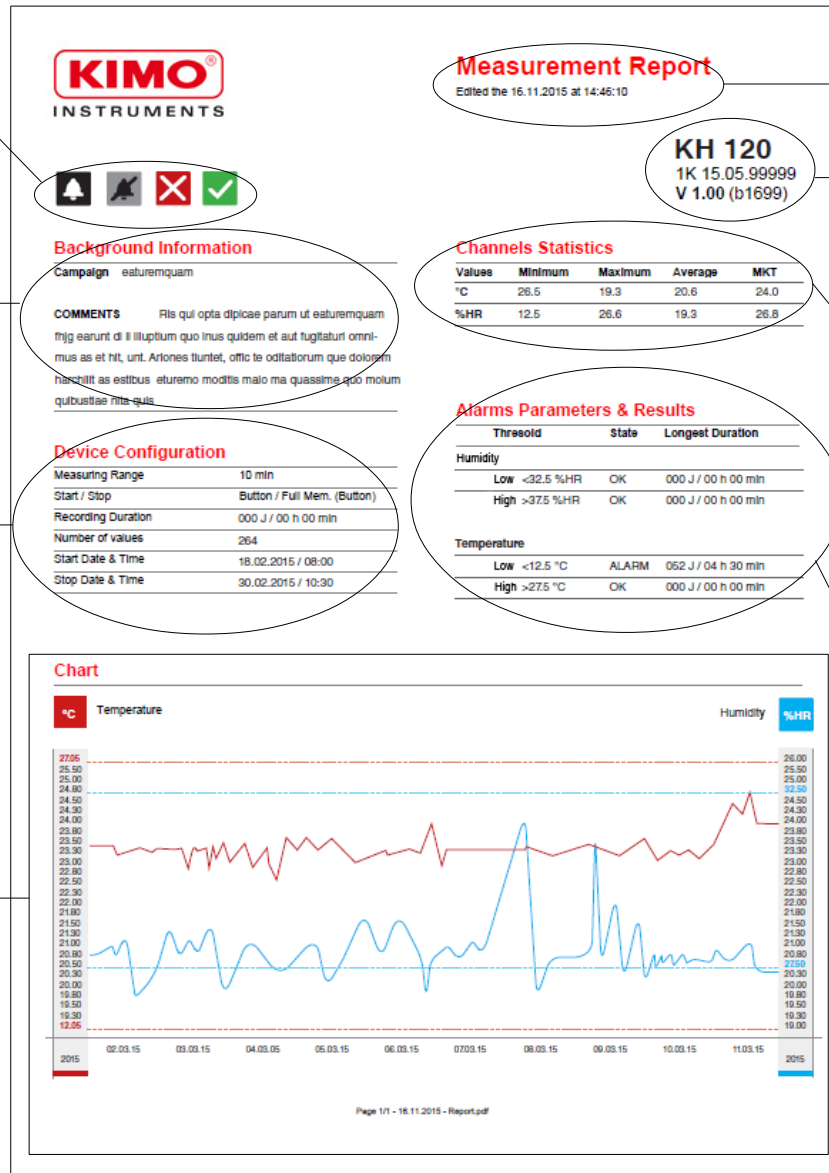 KIMO®
INSTRUMENTS
Measurement Report
Edited the 16.11.2015 at 14:46:10
KH 120
1K 15.05.99999
V 1.00 (b1699)
Background Information
Campaign eaturemquam
COMMENTS Ris qui opta dipicae parum ut eaturemquam
fhjg earunt di il illuptium quo inus quidem et aut fugitaturi omni-
mus as et hit, unt. Ariones tiuntet, offic te oditatiorum que dolorem
harchilit as estibus eturemo moditis maio ma quassime quo molum
quibustiae nita quis
Channels Statistics
Values Minimum Maximum Average MKT
°C 26.5 19.3 20.6 24.0
%HR 12.5 26.6 19.3 26.8
Device Configuration
Measuring Range 10 min
Start / Stop Button / Full Mem. (Button)
Recording Duration 000 J / 00 h 00 min
Number of values 264
Start Date & Time 18.02.2015 / 08:00
Stop Date & Time 30.02.2015 / 10:30
Alarms Parameters & Results
Thresold State Longest Duration
Humidity
Low <32.5 %HR OK 000 J / 00 h 00 min
High >37.5 %HR OK 000 J / 00 h 00 min
Temperature
Low <12.5 °C ALARM 052 J / 04 h 30 min
High >27.5 °C OK 000 J / 00 h 00 min
Chart
°C Temperature
Humidity %HR
27.05
25.50
25.00
24.80
24.50
24.30
24.00
23.80
23.50
23.30
23.00
22.80
22.50
22.30
22.00
21.80
21.50
21.30
21.00
20.80
20.50
20.30
20.00
19.80
19.50
19.30
12.05
26.00
25.50
25.00
32.50
24.50
24.30
24.00
23.80
23.50
23.30
23.00
22.80
22.50
22.30
22.00
21.80
21.50
21.30
21.00
20.80
27.50
20.30
20.00
19.80
19.50
19.30
19.00
2015 02.03.15 03.03.15 04.03.05 05.03.15 06.03.15 07.03.15 08.03.15 09.03.15 10.03.15 11.03.15 2015
Page 1/1 - 16.11.2015 - Report.pdf